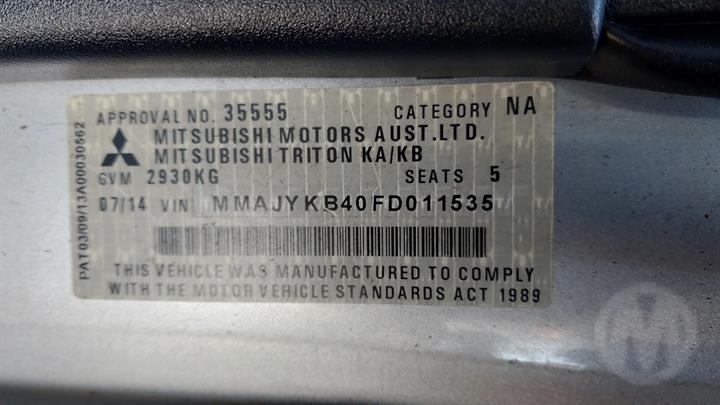 APPROVAL NO. 35555 CATEGORY NA
MITSUBISHI MOTORS AUST.LTD.
MITSUBISHI TRITON KA/KB
GVM 2930KG SEATS 5
07/14 VIN MMAJYKB40FD011535
THIS VEHICLE WAS MANUFACTURED TO COMPLY
WITH THE MOTOR VEHICLE STANDARDS ACT 1989
PAT03/09/13A00030562
M